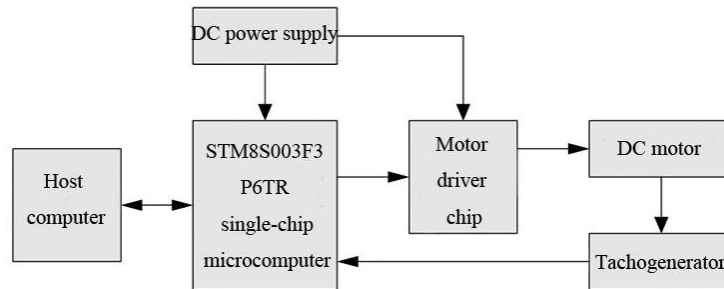 DC power supply
STM8S003F3
P6TR
single-chip
microcomputer
Motor
driver
chip
DC motor
Host
computer
Tachogenerator